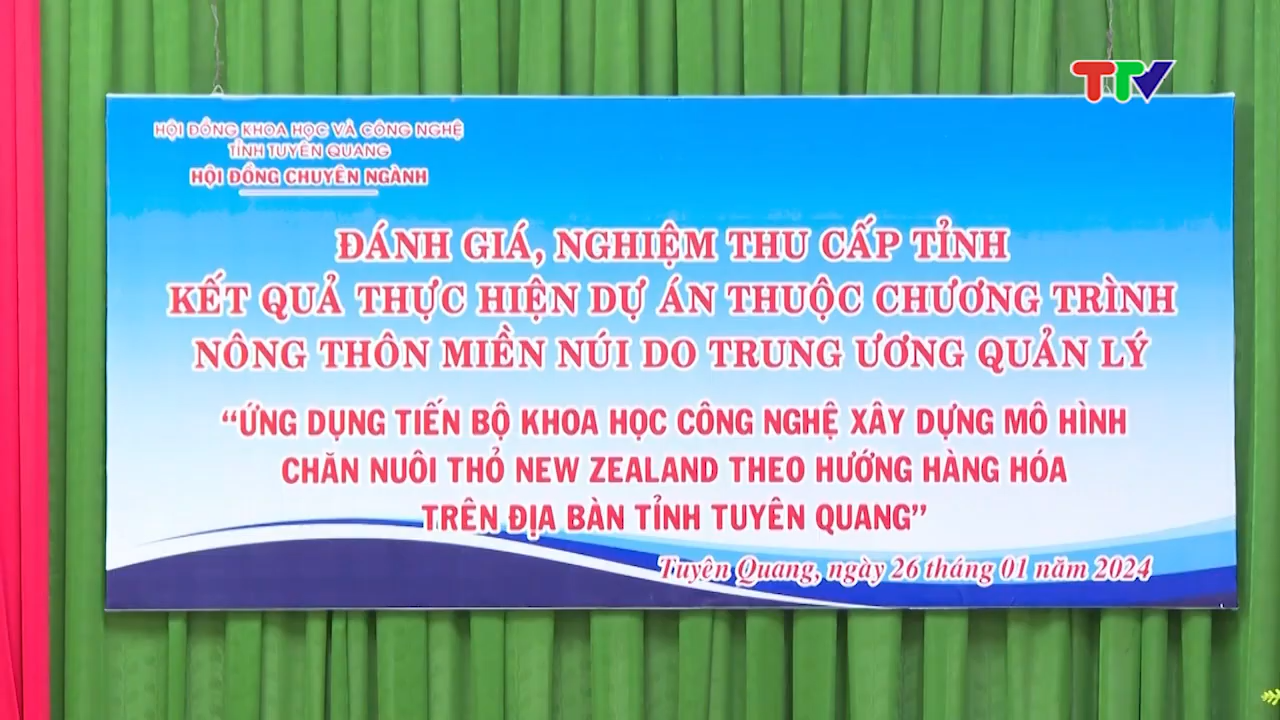 TTV
HỘI ĐỒNG KHOA HỌC VÀ CÔNG NGHỆ
TỈNH TUYÊN QUANG
HỘI ĐỒNG CHUYÊN NGÀNH
ĐÁNH GIÁ, NGHIỆM THU CẤP TỈNH
KẾT QUẢ THỰC HIỆN DỰ ÁN THUỘC CHƯƠNG TRÌNH
NÔNG THÔN MIỀN NÚI DO TRUNG ƯƠNG QUẢN LÝ
“ỨNG DỤNG TIẾN BỘ KHOA HỌC CÔNG NGHỆ XÂY DỰNG MÔ HÌNH
CHĂN NUÔI THỎ NEW ZEALAND THEO HƯỚNG HÀNG HÓA
TRÊN ĐỊA BÀN TỈNH TUYÊN QUANG”
Tuyên Quang, ngày 26 tháng 01 năm 2024